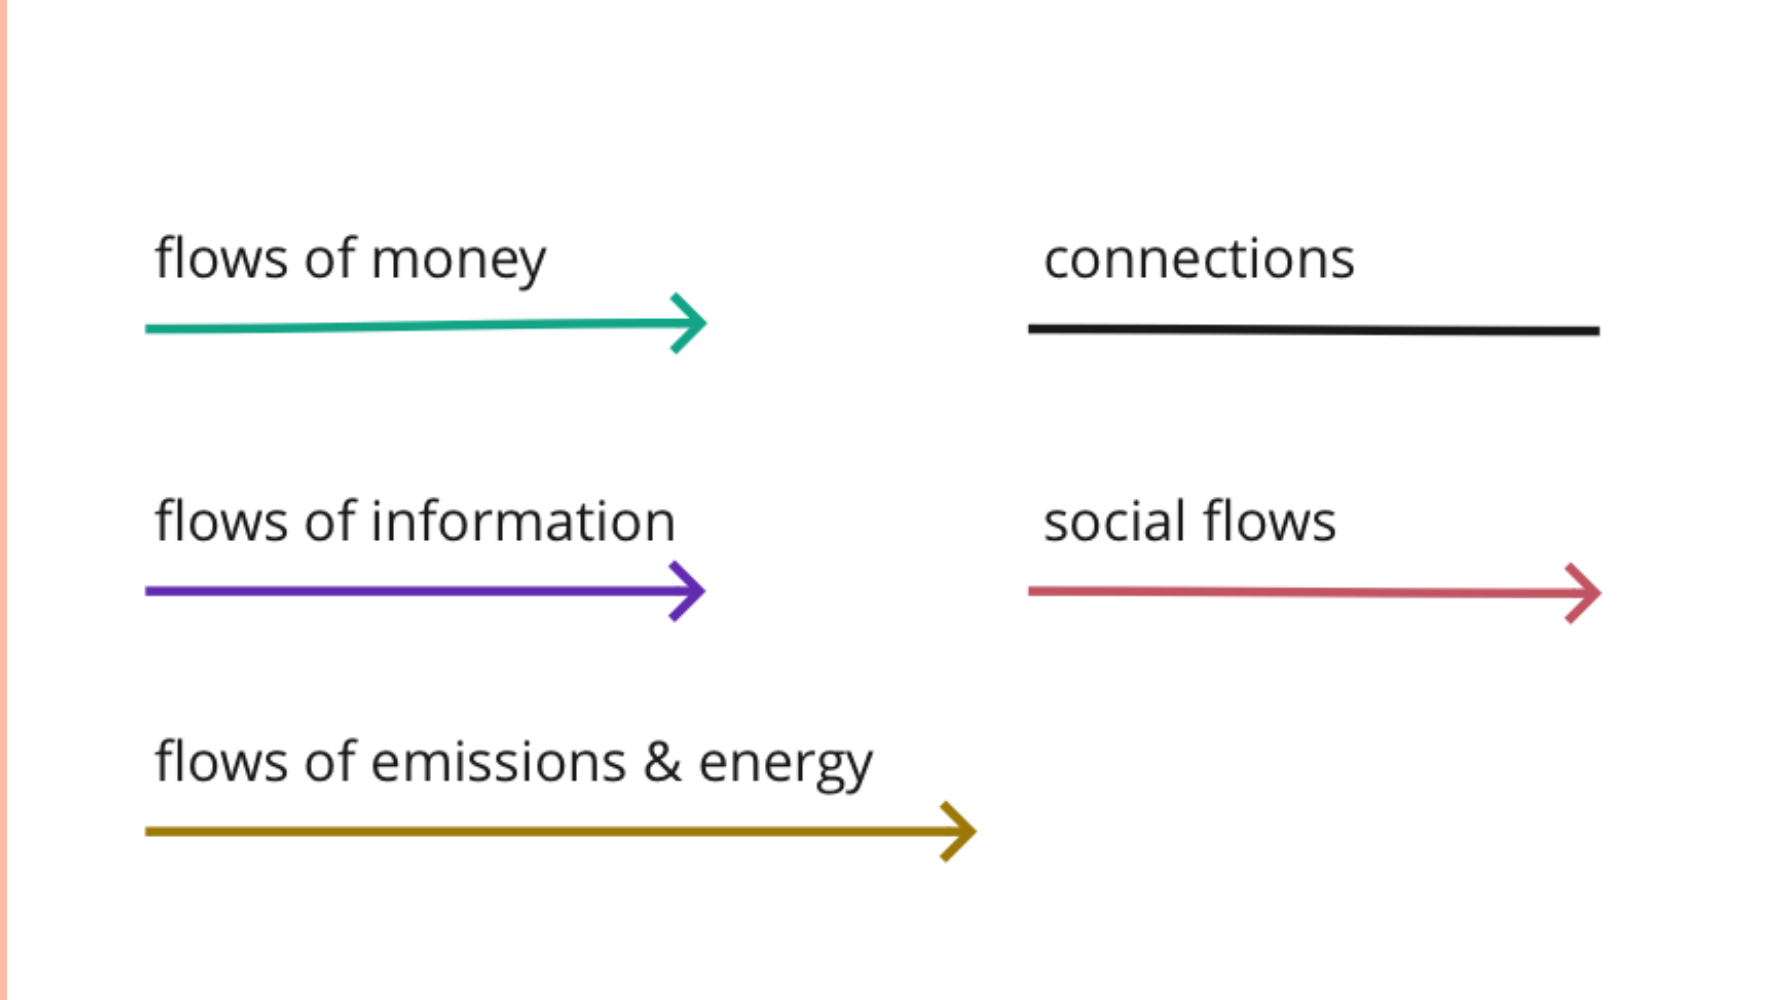 flows of money
connections
flows of information
social flows
flows of emissions & energy